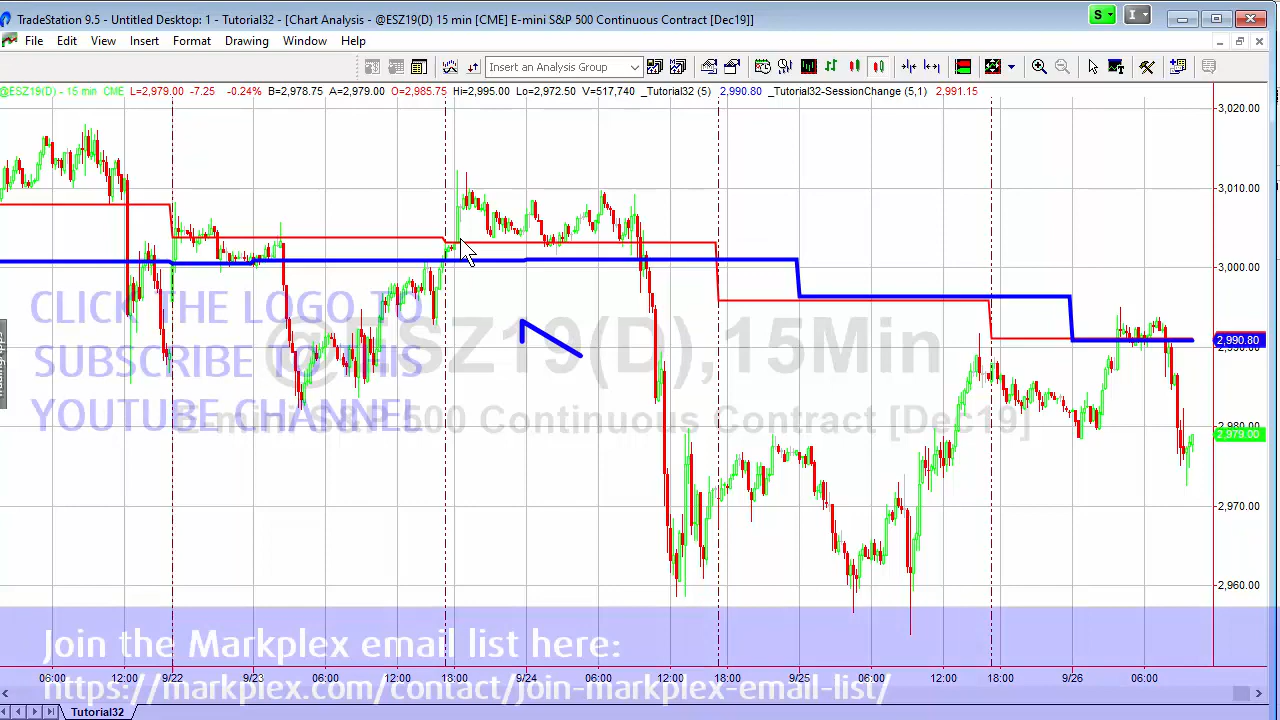 TradeStation 9.5 - Untitled Desktop: 1 - Tutorial32 - [Chart Analysis - @ESZ19(D) 15 min [CME] E-mini S&P 500 Continuous Contract [Dec19]]
S
I
File Edit View Insert Format Drawing Window Help
Insert an Analysis Group
@ESZ19(D) - 15 min CME L=2,979.00 -7.25 -0.24% B=2,978.75 A=2,979.00 O=2,985.75 Hi=2,995.00 Lo=2,972.50 V=517,740 _Tutorial32 (5) 2,990.80 _Tutorial32-SessionChange (5,1) 2,991.15
3,020.00
3,010.00
3,000.00
2,990.80
2,979.00
2,970.00
2,960.00
CLICK THE LOGO TO
SUBSCRIBE TO THIS
YOUTUBE CHANNEL
@ESZ19(D),15Min
E-mini S&P 500 Continuous Contract [Dec19]
Join the Markplex email list here:
https://markplex.com/contact/join-markplex-email-list/
06:00 12:00 9/22 18:00 9/23 06:00 12:00 18:00 9/24 06:00 12:00 18:00 9/25 06:00 12:00 18:00 9/26 06:00
Tutorial32